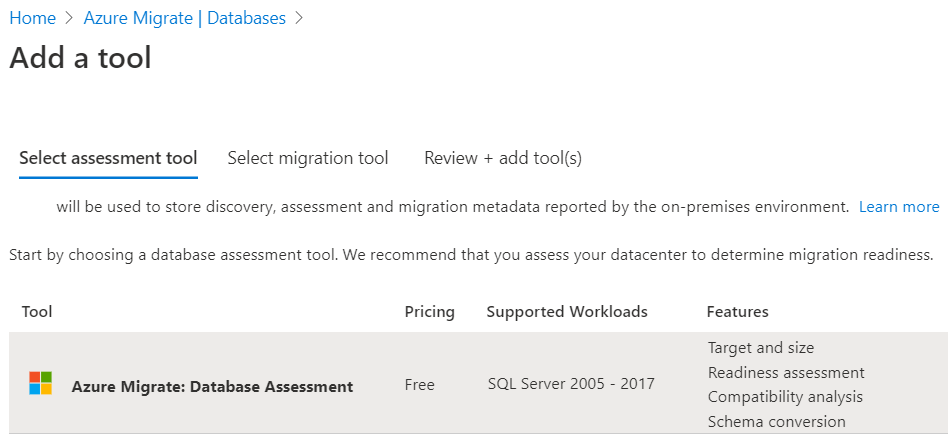 Home > Azure Migrate | Databases >
Add a tool
Select assessment tool Select migration tool Review + add tool(s)
will be used to store discovery, assessment and migration metadata reported by the on-premises environment. Learn more
Start by choosing a database assessment tool. We recommend that you assess your datacenter to determine migration readiness.
Tool Pricing Supported Workloads Features
Azure Migrate: Database Assessment Free SQL Server 2005 - 2017 Target and size
Readiness assessment
Compatibility analysis
Schema conversion